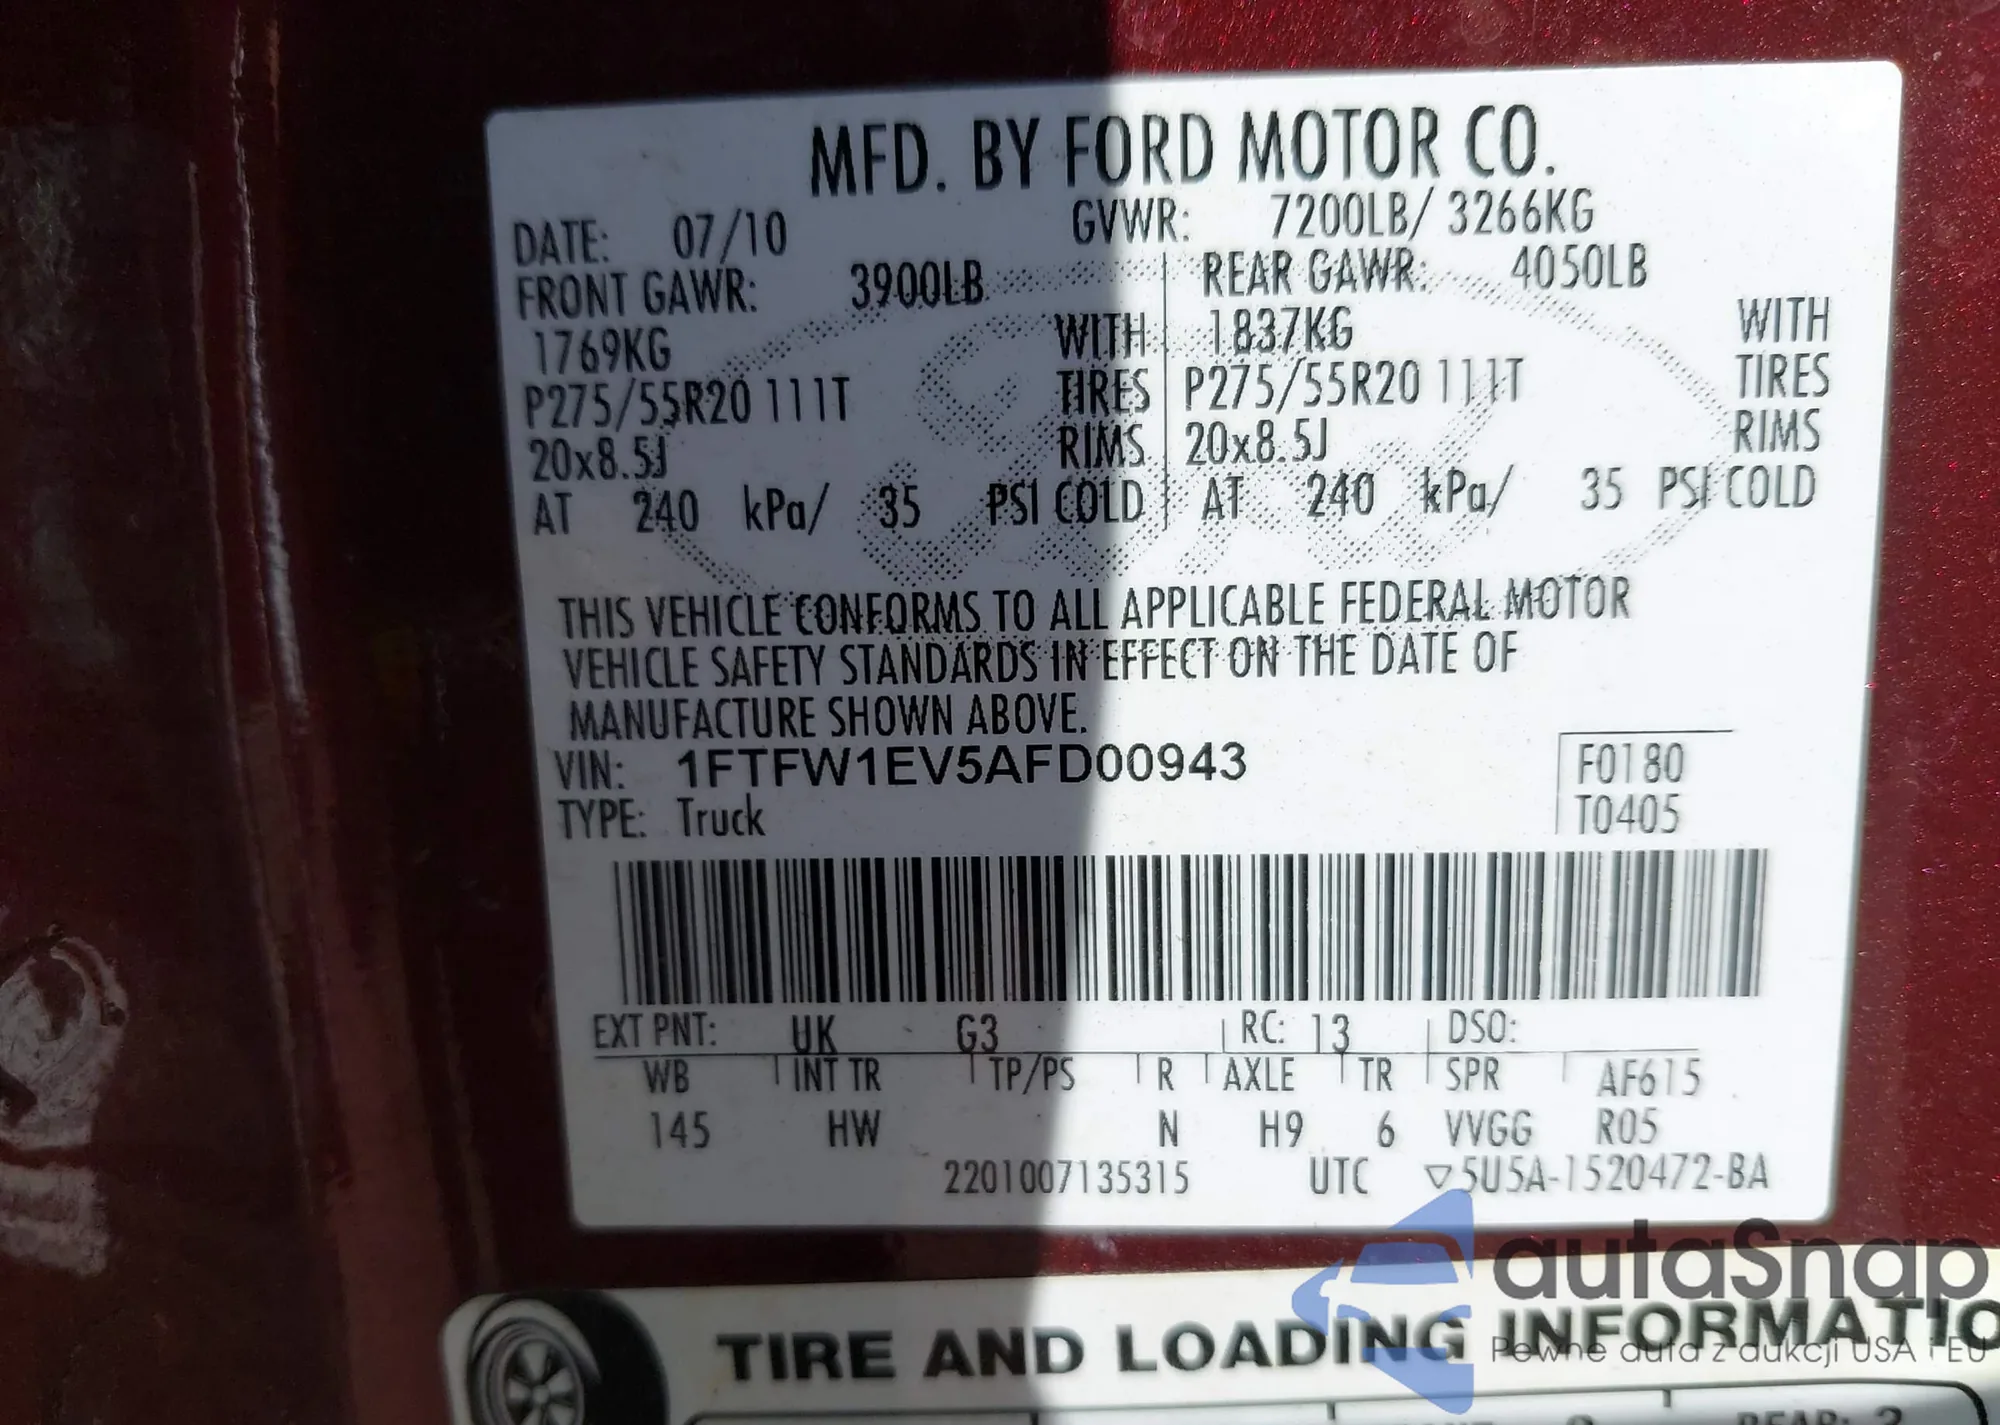 MFD. BY FORD MOTOR CO.
DATE: 07/10 GVWR: 7200LB/ 3266KG
FRONT GAWR: 3900LB REAR GAWR: 4050LB
1769KG WITH 1837KG WITH
P275/55R20 111T TIRES P275/55R20 111T TIRES
20x8.5J RIMS 20x8.5J RIMS
AT 240 kPa/ 35 PSI COLD AT 240 kPa/ 35 PSI COLD
THIS VEHICLE CONFORMS TO ALL APPLICABLE FEDERAL MOTOR
VEHICLE SAFETY STANDARDS IN EFFECT ON THE DATE OF
MANUFACTURE SHOWN ABOVE.
VIN: 1FTFW1EV5AFD00943 F0180
TYPE: Truck T0405
EXT PNT: UK G3 RC: 13 DSO:
WB INT TR TP/PS R AXLE TR SPR AF615
145 HW N H9 6 VVGG R05
2201007135315 UTC ▽5U5A-1520472-BA
autaSnap
Pewne auta z aukcji USA i EU
TIRE AND LOADING INFORMATIO